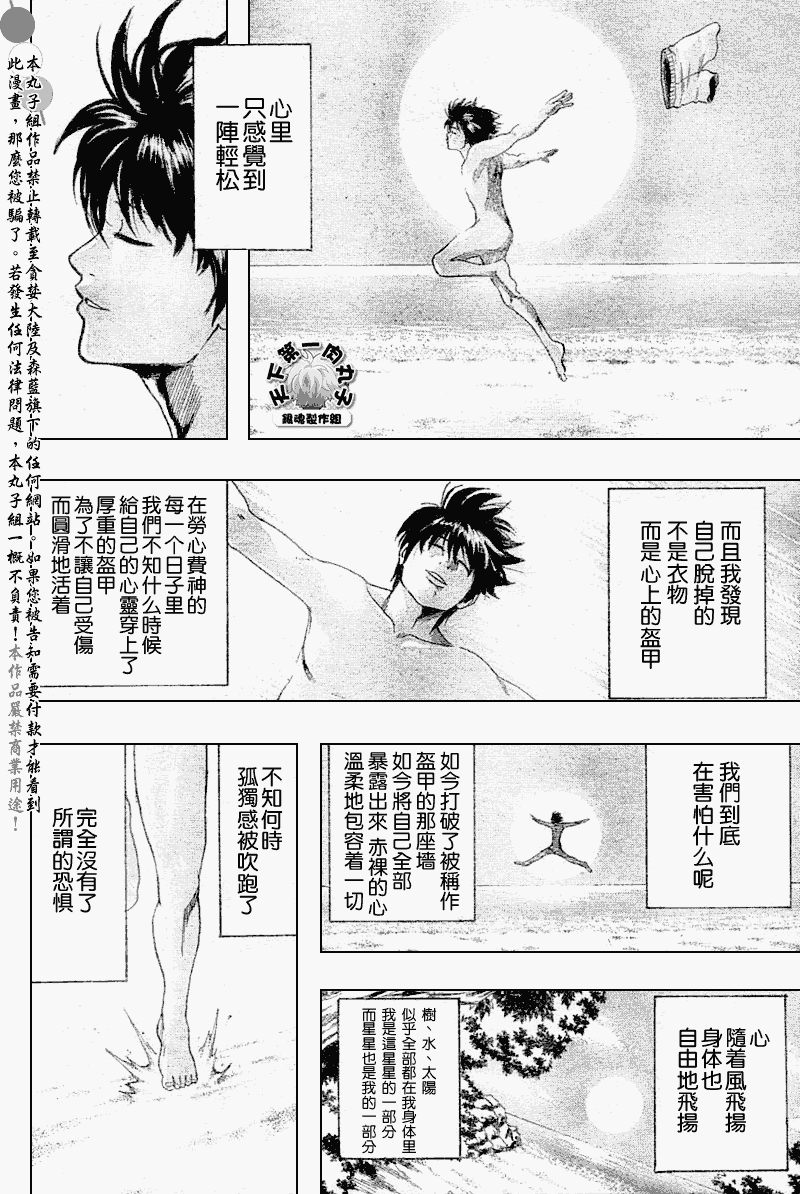 心里
只感覺到
一陣輕松
天下第一肉丸子
銀魂製作組
而且我發現
自己脫掉的
不是衣物
而是心上的盔甲
在勞心費神的
每一个日子里
我們不知什么時候
給自己的心靈穿上了
厚重的盔甲
為了不讓自己受傷
而圓滑地活着
我們到底
在害怕什么呢
如今打破了被稱作
盔甲的那座墙
如今將自己全部
暴露出來 赤裸的心
溫柔地包容着一切
不知何時
孤獨感被吹跑了
完全沒有了
所謂的恐惧
心
隨着風飛揚
身体也
自由地飛揚
樹、水、太陽
似乎全部都在我身体里
我是這星星的一部分
而星星也是我的一部分
本丸子組作品禁止轉載至貪婪大陸及森藍旗下的任何網站。如果您被告知需要付款才能看到
此漫畫，那麼您被騙了。若發生任何法律問題，本丸子組一概不負責！本作品嚴禁商業用途！